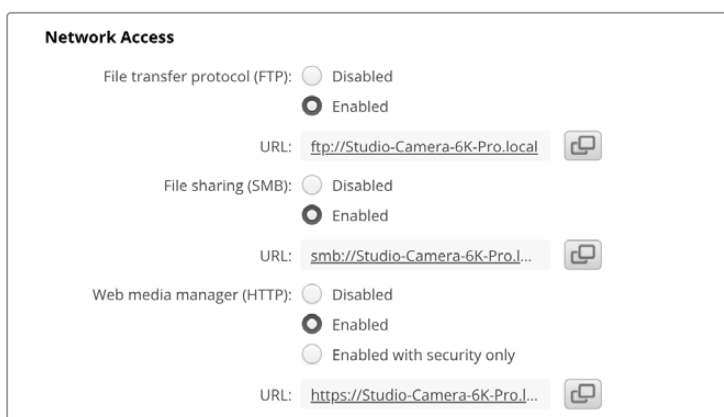 Network Access
File transfer protocol (FTP): Disabled
Enabled
URL: ftp://Studio-Camera-6K-Pro.local
File sharing (SMB): Disabled
Enabled
URL: smb://Studio-Camera-6K-Pro.l...
Web media manager (HTTP): Disabled
Enabled
Enabled with security only
URL: https://Studio-Camera-6K-Pro.l...